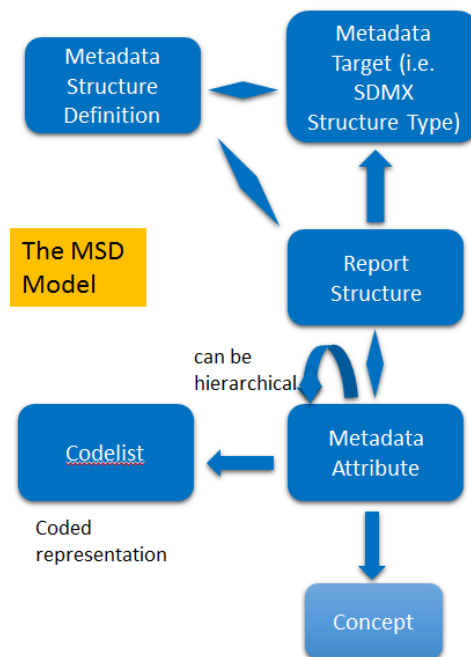 Metadata
Structure
Definition
Metadata
Target (i.e.
SDMX
Structure Type)
The MSD
Model
Report
Structure
can be
hierarchical
Codelist
Metadata
Attribute
Coded
representation
Concept